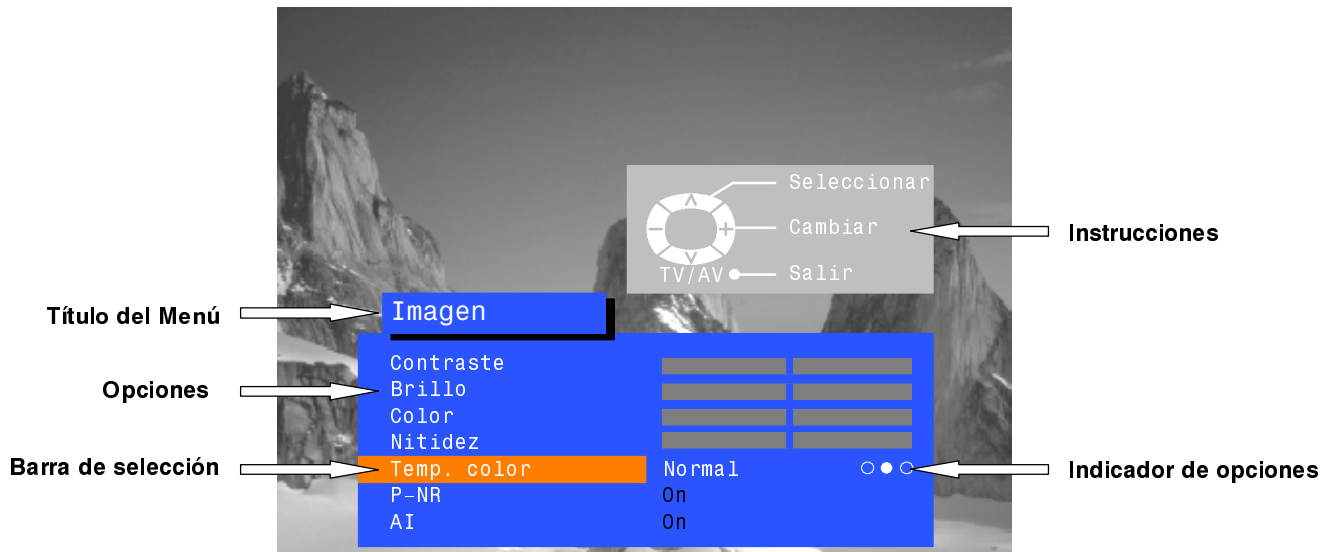 Seleccionar
Cambiar
TV/AV Salir
Instrucciones
Título del Menú
Imagen
Contraste
Opciones
Brillo
Color
Nitidez
Barra de selección
Temp. color Normal
Indicador de opciones
P-NR On
AI On